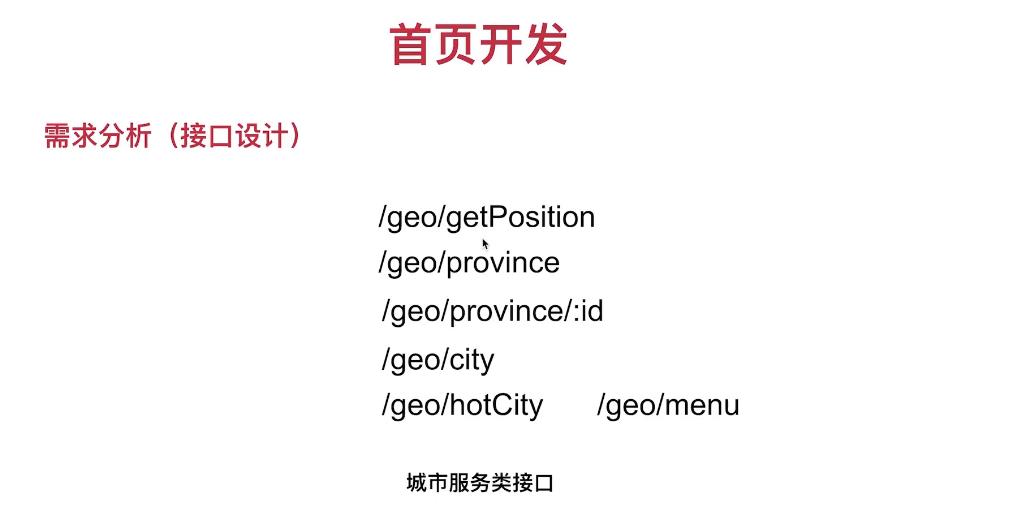 首页开发
需求分析（接口设计）
/geo/getPosition
/geo/province
/geo/province/:id
/geo/city
/geo/hotCity /geo/menu
城市服务类接口